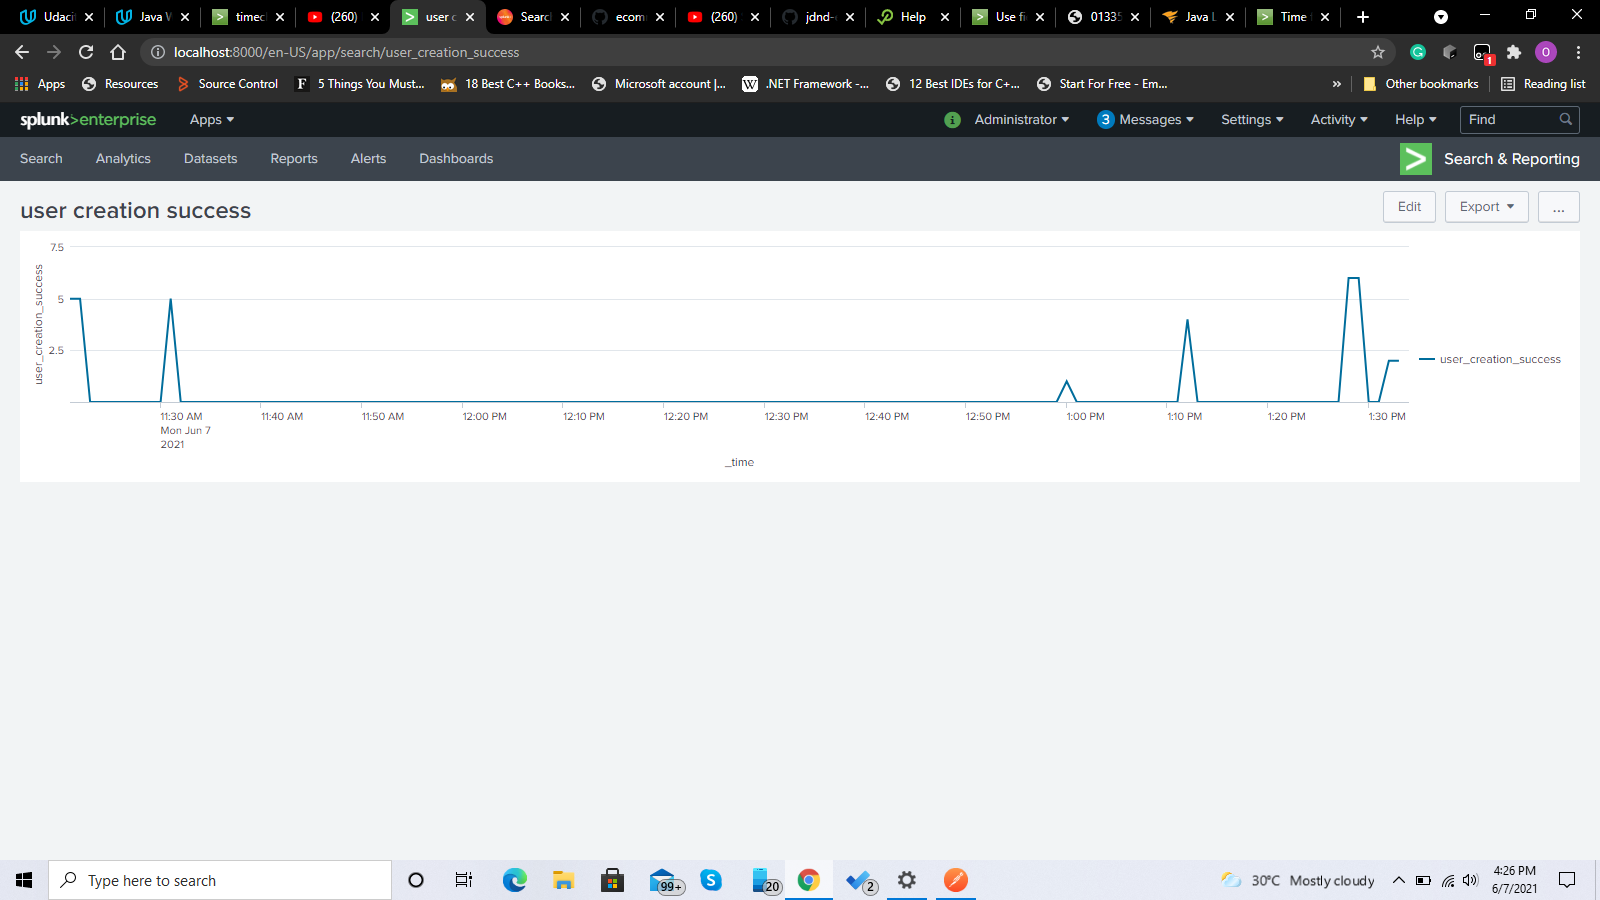 Udaci Java W timecl (260) user c Search ecom (260) jdnd- Help Use fi 0133 Java L Time
localhost:8000/en-US/app/search/user_creation_success
Apps Resources Source Control 5 Things You Must... 18 Best C++ Books... Microsoft account |... .NET Framework -... 12 Best IDEs for C+... Start For Free - Em... » Other bookmarks Reading list
splunk>enterprise Apps Administrator 3 Messages Settings Activity Help Find
Search Analytics Datasets Reports Alerts Dashboards Search & Reporting
user creation success Edit Export ...
7.5
5
2.5
user_creation_success
user_creation_success
11:30 AM 11:40 AM 11:50 AM 12:00 PM 12:10 PM 12:20 PM 12:30 PM 12:40 PM 12:50 PM 1:00 PM 1:10 PM 1:20 PM 1:30 PM
Mon Jun 7
2021
_time
Type here to search 99+ 20 2 30°C Mostly cloudy 4:26 PM
6/7/2021